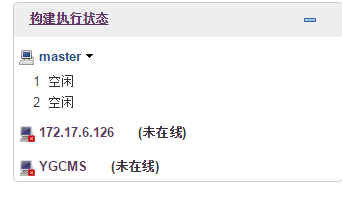 构建执行状态
master
1 空闲
2 空闲
172.17.6.126 (未在线)
YGCMS (未在线)